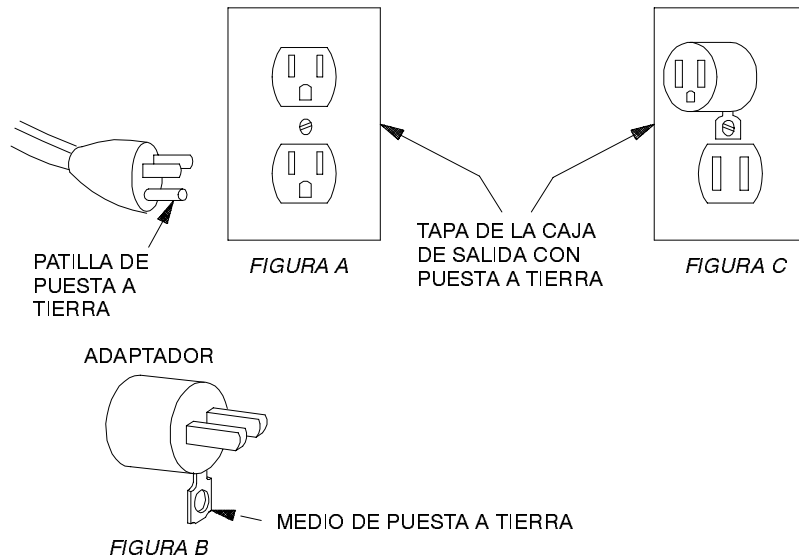 PATILLA DE
PUESTA A
TIERRA
FIGURA A
TAPA DE LA CAJA
DE SALIDA CON
PUESTA A TIERRA
FIGURA C
ADAPTADOR
MEDIO DE PUESTA A TIERRA
FIGURA B